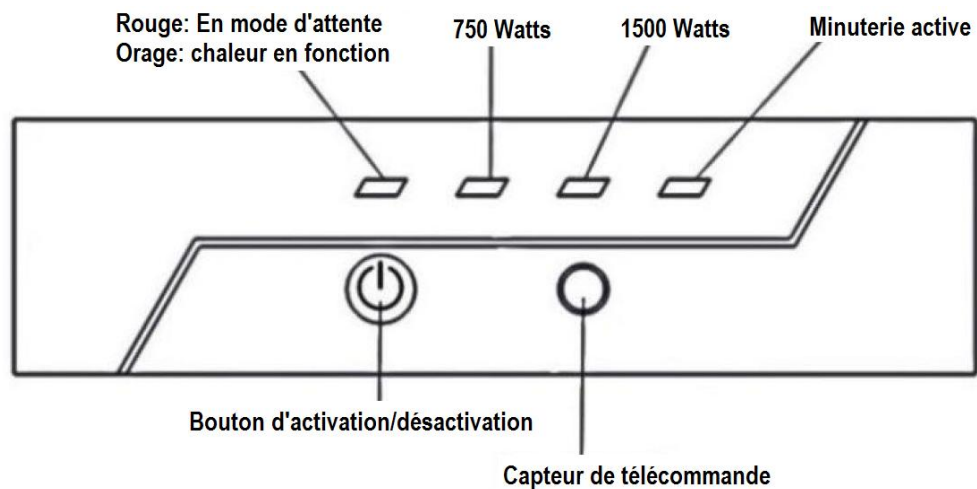 Rouge: En mode d'attente
Orage: chaleur en fonction
750 Watts
1500 Watts
Minuterie active
Bouton d'activation/désactivation
Capteur de télécommande